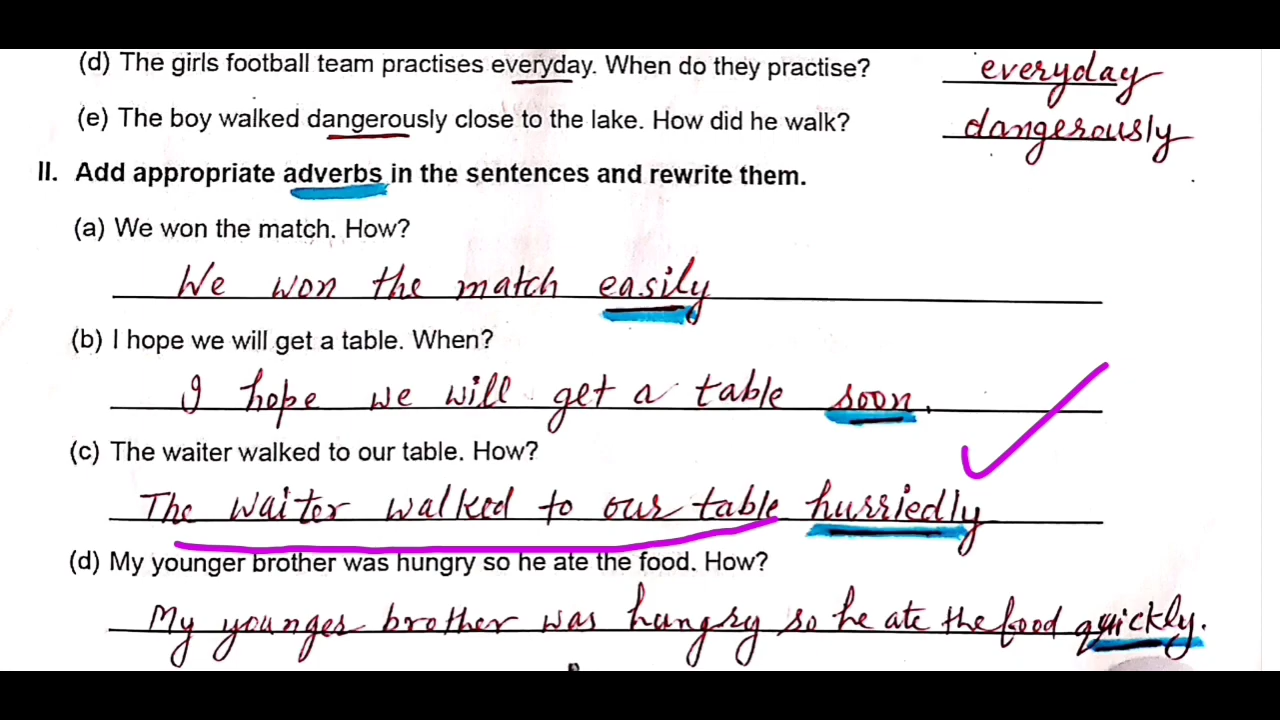 (d) The girls football team practises everyday. When do they practise? everyday
(e) The boy walked dangerously close to the lake. How did he walk? dangerously
II. Add appropriate adverbs in the sentences and rewrite them.
(a) We won the match. How?
We won the match easily
(b) I hope we will get a table. When?
I hope we will get a table soon.
(c) The waiter walked to our table. How?
The waiter walked to our table hurriedly
(d) My younger brother was hungry so he ate the food. How?
My younger brother was hungry so he ate the food quickly.